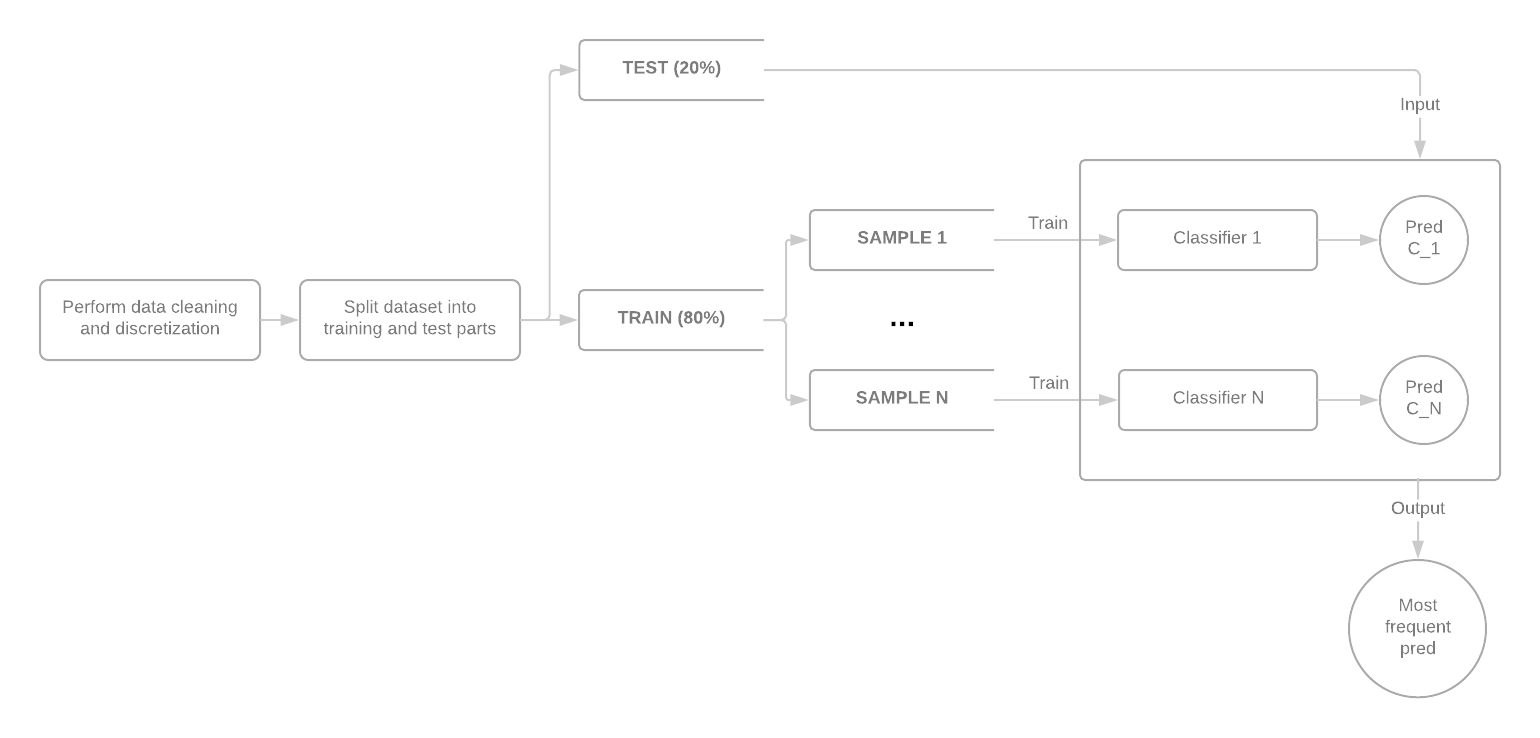 TEST (20%)
Input
SAMPLE 1
Train
Classifier 1
Pred
C_1
Perform data cleaning
and discretization
Split dataset into
training and test parts
TRAIN (80%)
...
SAMPLE N
Train
Classifier N
Pred
C_N
Output
Most
frequent
pred